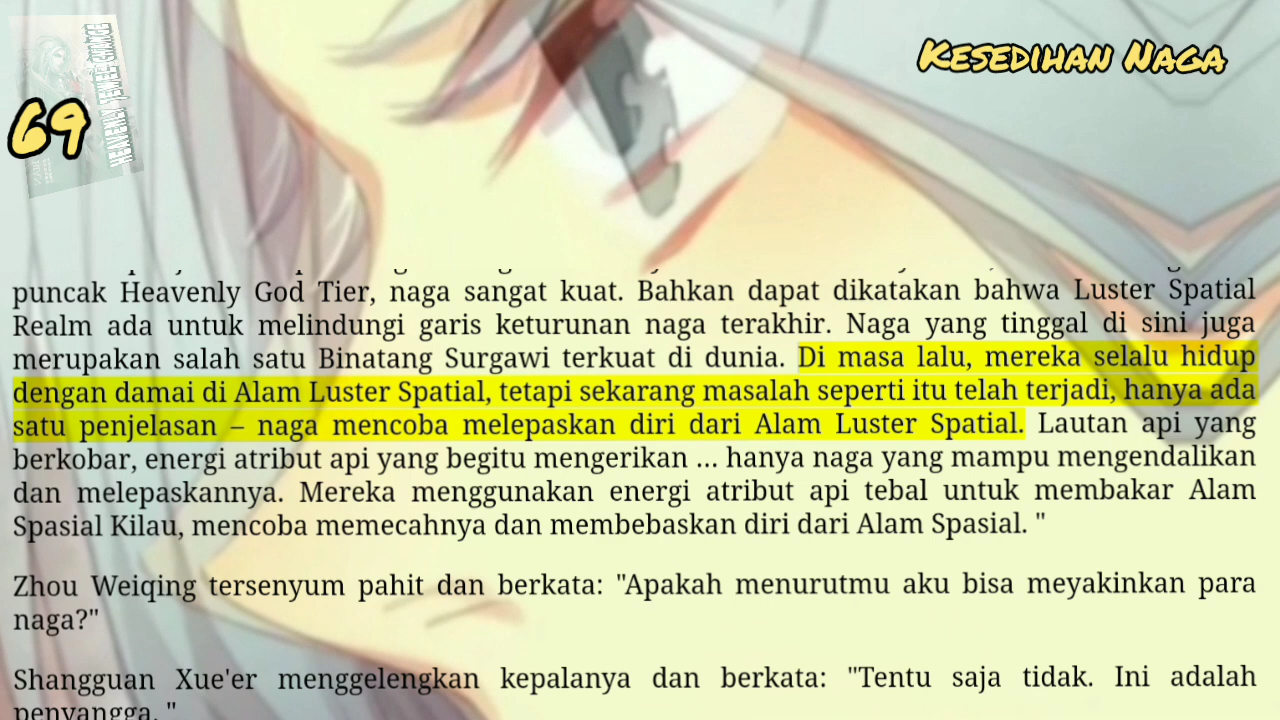 HEAVENLY JEWEL CHANGE
69
Kesedihan Naga
puncak Heavenly God Tier, naga sangat kuat. Bahkan dapat dikatakan bahwa Luster Spatial
Realm ada untuk melindungi garis keturunan naga terakhir. Naga yang tinggal di sini juga
merupakan salah satu Binatang Surgawi terkuat di dunia. Di masa lalu, mereka selalu hidup
dengan damai di Alam Luster Spatial, tetapi sekarang masalah seperti itu telah terjadi, hanya ada
satu penjelasan – naga mencoba melepaskan diri dari Alam Luster Spatial. Lautan api yang
berkobar, energi atribut api yang begitu mengerikan ... hanya naga yang mampu mengendalikan
dan melepaskannya. Mereka menggunakan energi atribut api tebal untuk membakar Alam
Spasial Kilau, mencoba memecahnya dan membebaskan diri dari Alam Spasial. "
Zhou Weiqing tersenyum pahit dan berkata: "Apakah menurutmu aku bisa meyakinkan para
naga?"
Shangguan Xue'er menggelengkan kepalanya dan berkata: "Tentu saja tidak. Ini adalah
penyangga. "